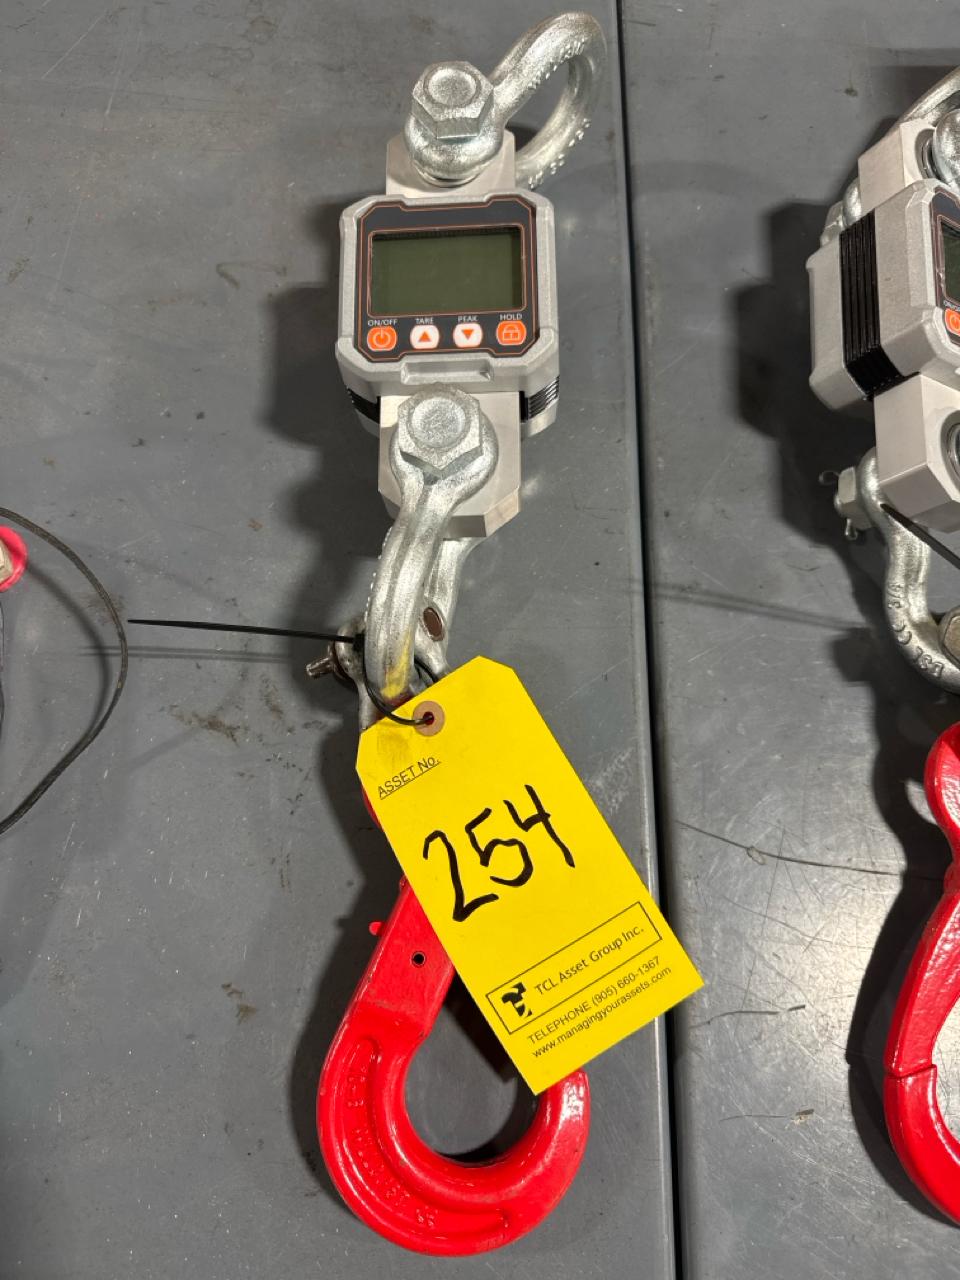 ON/OFF TARE PEAK HOLD
ASSET No.
254
TCL Asset Group Inc.
TELEPHONE (905) 660-1367
www.managingyourassets.com